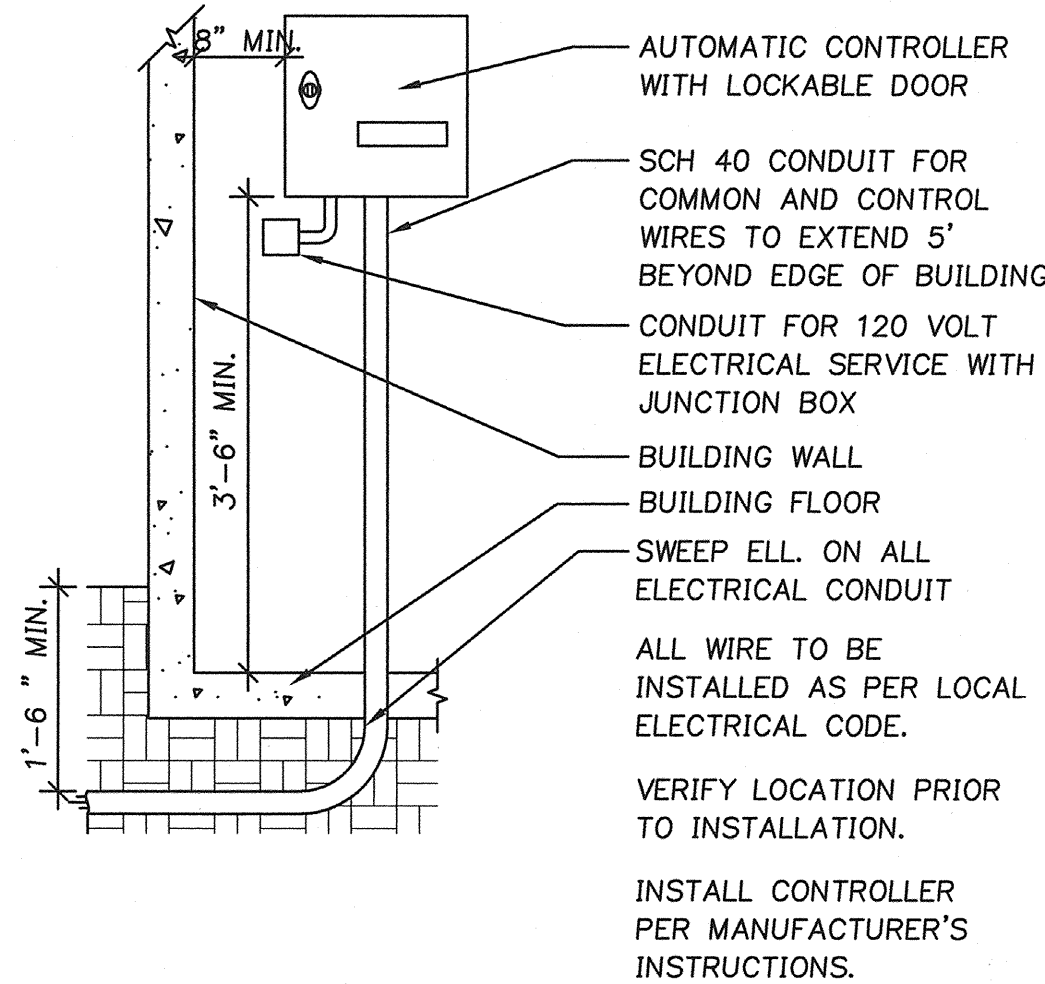 8" MIN.
AUTOMATIC CONTROLLER
WITH LOCKABLE DOOR
SCH 40 CONDUIT FOR
COMMON AND CONTROL
WIRES TO EXTEND 5'
BEYOND EDGE OF BUILDING
CONDUIT FOR 120 VOLT
ELECTRICAL SERVICE WITH
JUNCTION BOX
3'-6" MIN.
BUILDING WALL
BUILDING FLOOR
SWEEP ELL. ON ALL
ELECTRICAL CONDUIT
1'-6 " MIN.
ALL WIRE TO BE
INSTALLED AS PER LOCAL
ELECTRICAL CODE.
VERIFY LOCATION PRIOR
TO INSTALLATION.
INSTALL CONTROLLER
PER MANUFACTURER'S
INSTRUCTIONS.